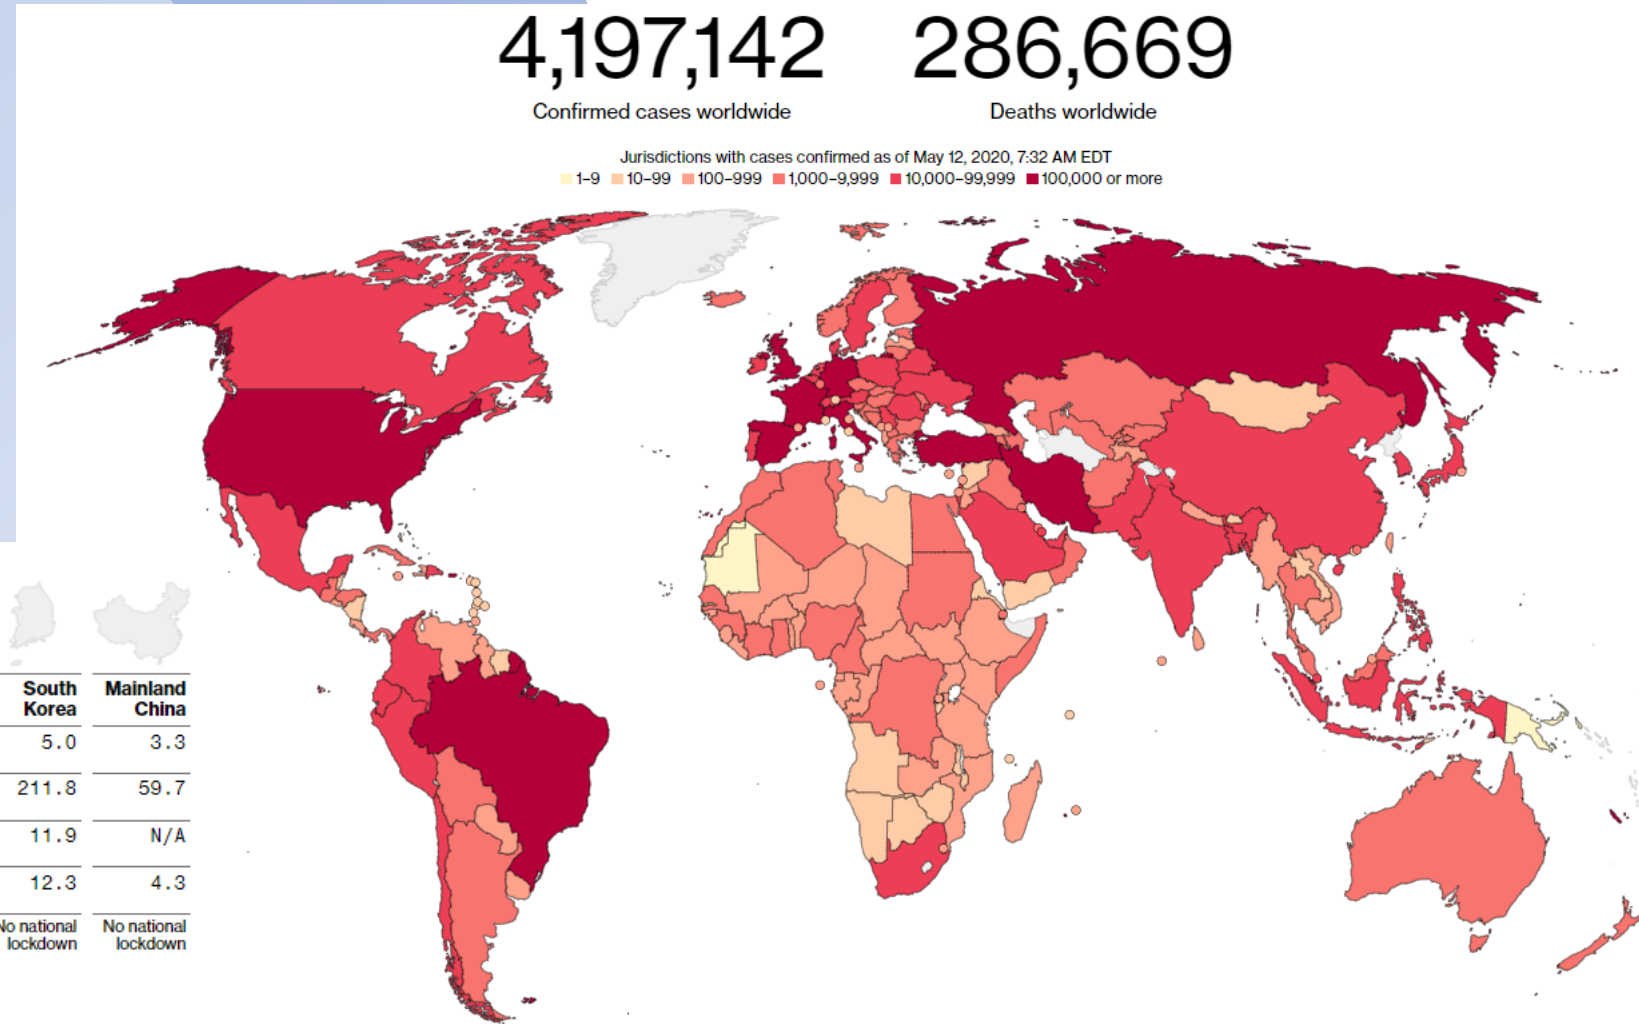 4,197,142 286,669
Confirmed cases worldwide Deaths worldwide
Jurisdictions with cases confirmed as of May 12, 2020, 7:32 AM EDT
1–9 10–99 100–999 1,000–9,999 10,000–99,999 100,000 or more
South Mainland
Korea China
5.0 3.3
211.8 59.7
11.9 N/A
12.3 4.3
No national No national
lockdown lockdown